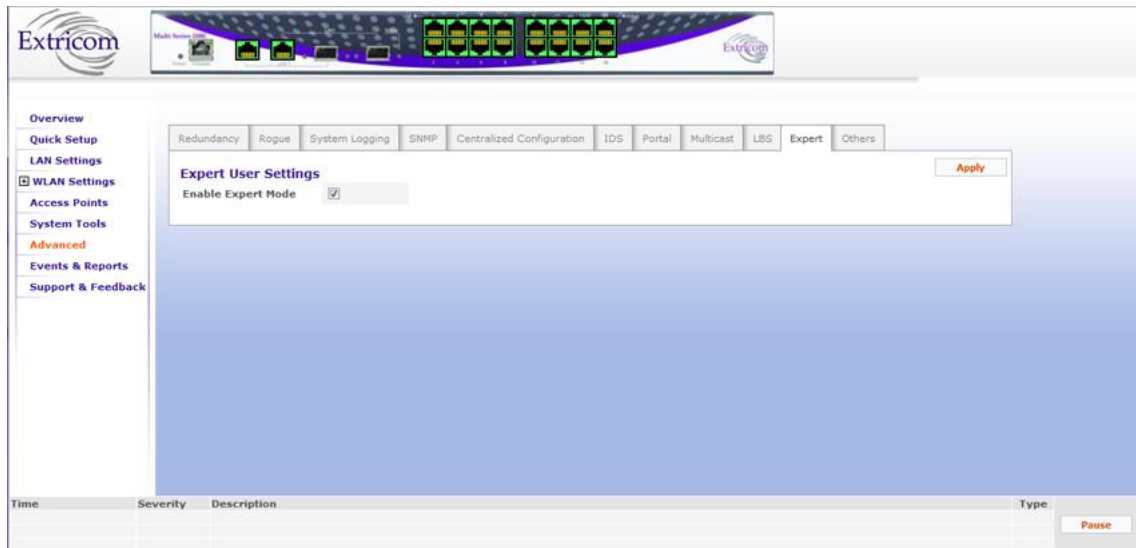 Extricom
Multi Series 1000
Extricom
Overview
Quick Setup
LAN Settings
WLAN Settings
Access Points
System Tools
Advanced
Events & Reports
Support & Feedback
Redundancy Rogue System Logging SNMP Centralized Configuration IDS Portal Multicast LBS Expert Others
Apply
Expert User Settings
Enable Expert Mode
Time Severity Description Type
Pause